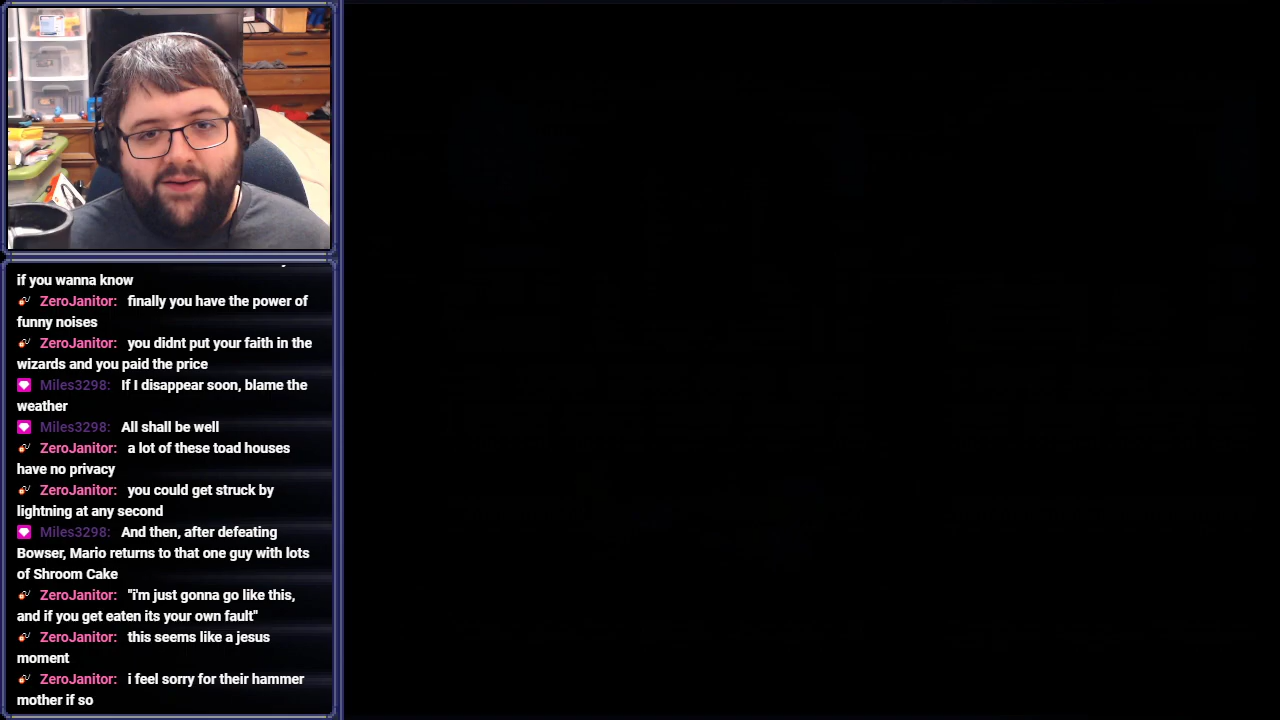 if you wanna know
ZeroJanitor: finally you have the power of
funny noises
ZeroJanitor: you didnt put your faith in the
wizards and you paid the price
Miles3298: If I disappear soon, blame the
weather
Miles3298: All shall be well
ZeroJanitor: a lot of these toad houses
have no privacy
ZeroJanitor: you could get struck by
lightning at any second
Miles3298: And then, after defeating
Bowser, Mario returns to that one guy with lots
of Shroom Cake
ZeroJanitor: "i'm just gonna go like this,
and if you get eaten its your own fault"
ZeroJanitor: this seems like a jesus
moment
ZeroJanitor: i feel sorry for their hammer
mother if so